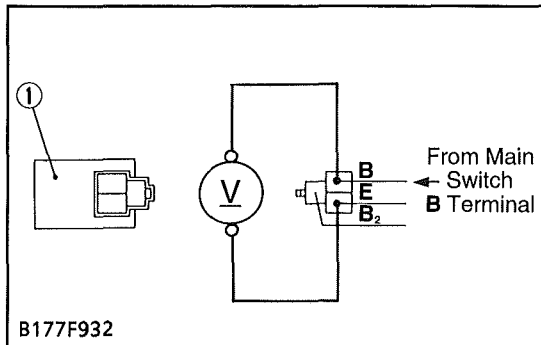 ①
V
B
E
B₂
From Main
Switch
B Terminal
B177F932